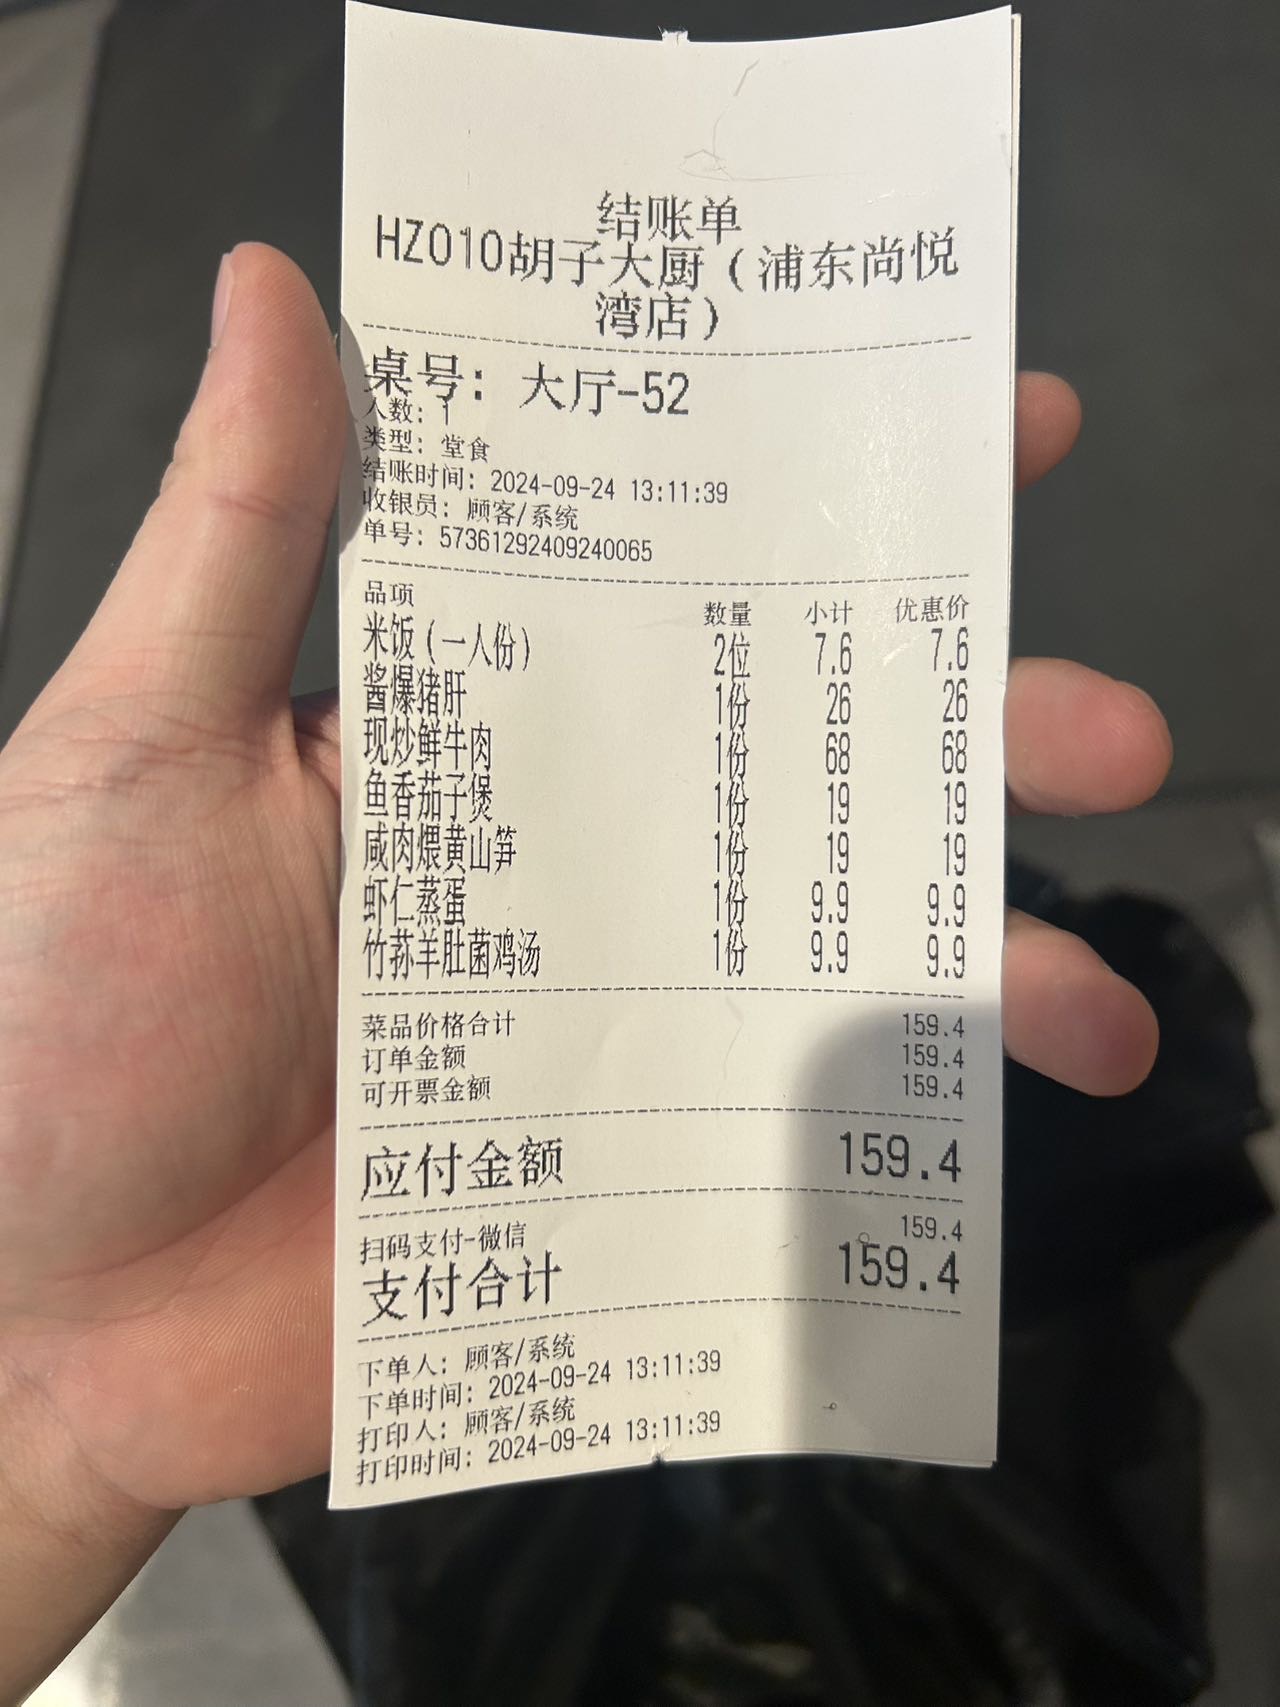 结账单
HZ010胡子大厨（浦东尚悦
湾店）
桌号：大厅-52
人数：1
类型：堂食
结账时间：2024-09-24 13:11:39
收银员：顾客/系统
单号：57361292409240065
品项 数量 小计 优惠价
米饭（一人份） 2位 7.6 7.6
酱爆猪肝 1份 26 26
现炒鲜牛肉 1份 68 68
鱼香茄子煲 1份 19 19
咸肉煨黄山笋 1份 19 19
虾仁蒸蛋 1份 9.9 9.9
竹荪羊肚菌鸡汤 1份 9.9 9.9
菜品价格合计 159.4
订单金额 159.4
可开票金额 159.4
应付金额 159.4
扫码支付-微信 159.4
支付合计 159.4
下单人：顾客/系统
下单时间：2024-09-24 13:11:39
打印人：顾客/系统
打印时间：2024-09-24 13:11:39